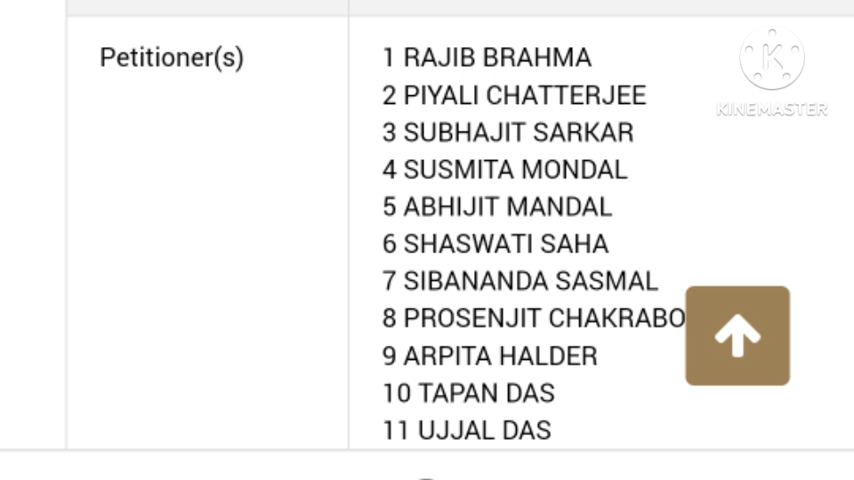 Petitioner(s)
1 RAJIB BRAHMA
2 PIYALI CHATTERJEE
3 SUBHAJIT SARKAR
4 SUSMITA MONDAL
5 ABHIJIT MANDAL
6 SHASWATI SAHA
7 SIBANANDA SASMAL
8 PROSENJIT
9 ARPITA HALDER
10 TAPAN DAS
11 UJJAL DAS
KINEMASTER